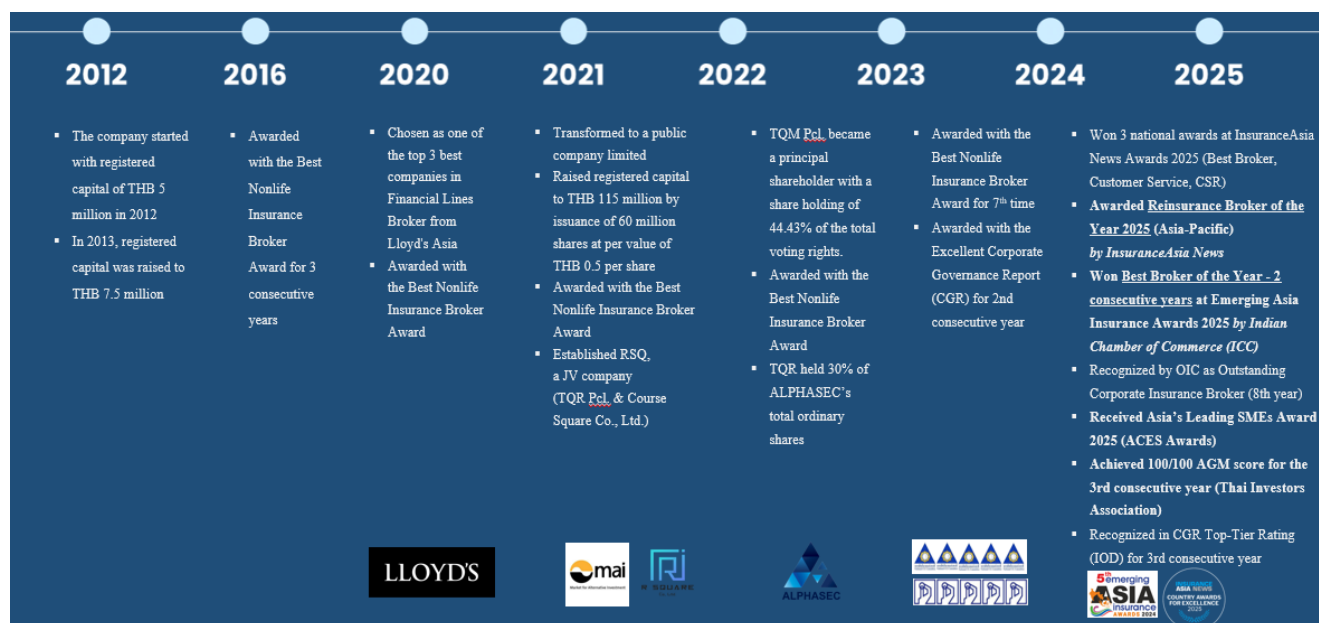 2012
2016
2020
2021
2022
2023
2024
2025
▪ The company started
with registered
capital of THB 5
million in 2012
▪ In 2013, registered
capital was raised to
THB 7.5 million
▪ Awarded
with the Best
Nonlife
Insurance
Broker
Award for 3
consecutive
years
▪ Chosen as one of
the top 3 best
companies in
Financial Lines
Broker from
Lloyd's Asia
▪ Awarded with
the Best Nonlife
Insurance Broker
Award
▪ Transformed to a public
company limited
▪ Raised registered capital
to THB 115 million by
issuance of 60 million
shares at per value of
THB 0.5 per share
▪ Awarded with the Best
Nonlife Insurance Broker
Award
▪ Established RSQ,
a JV company
(TQR Pcl. & Course
Square Co., Ltd.)
▪ TQM Pcl. became
a principal
shareholder with a
share holding of
44.43% of the total
voting rights.
▪ Awarded with the
Best Nonlife
Insurance Broker
Award
▪ TQR held 30% of
ALPHASEC's
total ordinary
shares
▪ Awarded with the
Best Nonlife
Insurance Broker
Award for 7th time
▪ Awarded with the
Excellent Corporate
Governance Report
(CGR) for 2nd
consecutive year
▪ Won 3 national awards at InsuranceAsia
News Awards 2025 (Best Broker,
Customer Service, CSR)
▪ Awarded Reinsurance Broker of the
Year 2025 (Asia-Pacific)
by InsuranceAsia News
▪ Won Best Broker of the Year - 2
consecutive years at Emerging Asia
Insurance Awards 2025 by Indian
Chamber of Commerce (ICC)
▪ Recognized by OIC as Outstanding
Corporate Insurance Broker (8th year)
▪ Received Asia's Leading SMEs Award
2025 (ACES Awards)
▪ Achieved 100/100 AGM score for the
3rd consecutive year (Thai Investors
Association)
▪ Recognized in CGR Top-Tier Rating
(IOD) for 3rd consecutive year
LLOYD'S
mai
Market for Alternative Investment
R SQUARE
ALPHASEC
5th emerging
ASIA
insurance
AWARDS 2024
INSURANCE
ASIA NEWS
COUNTRY AWARDS
FOR EXCELLENCE
2025